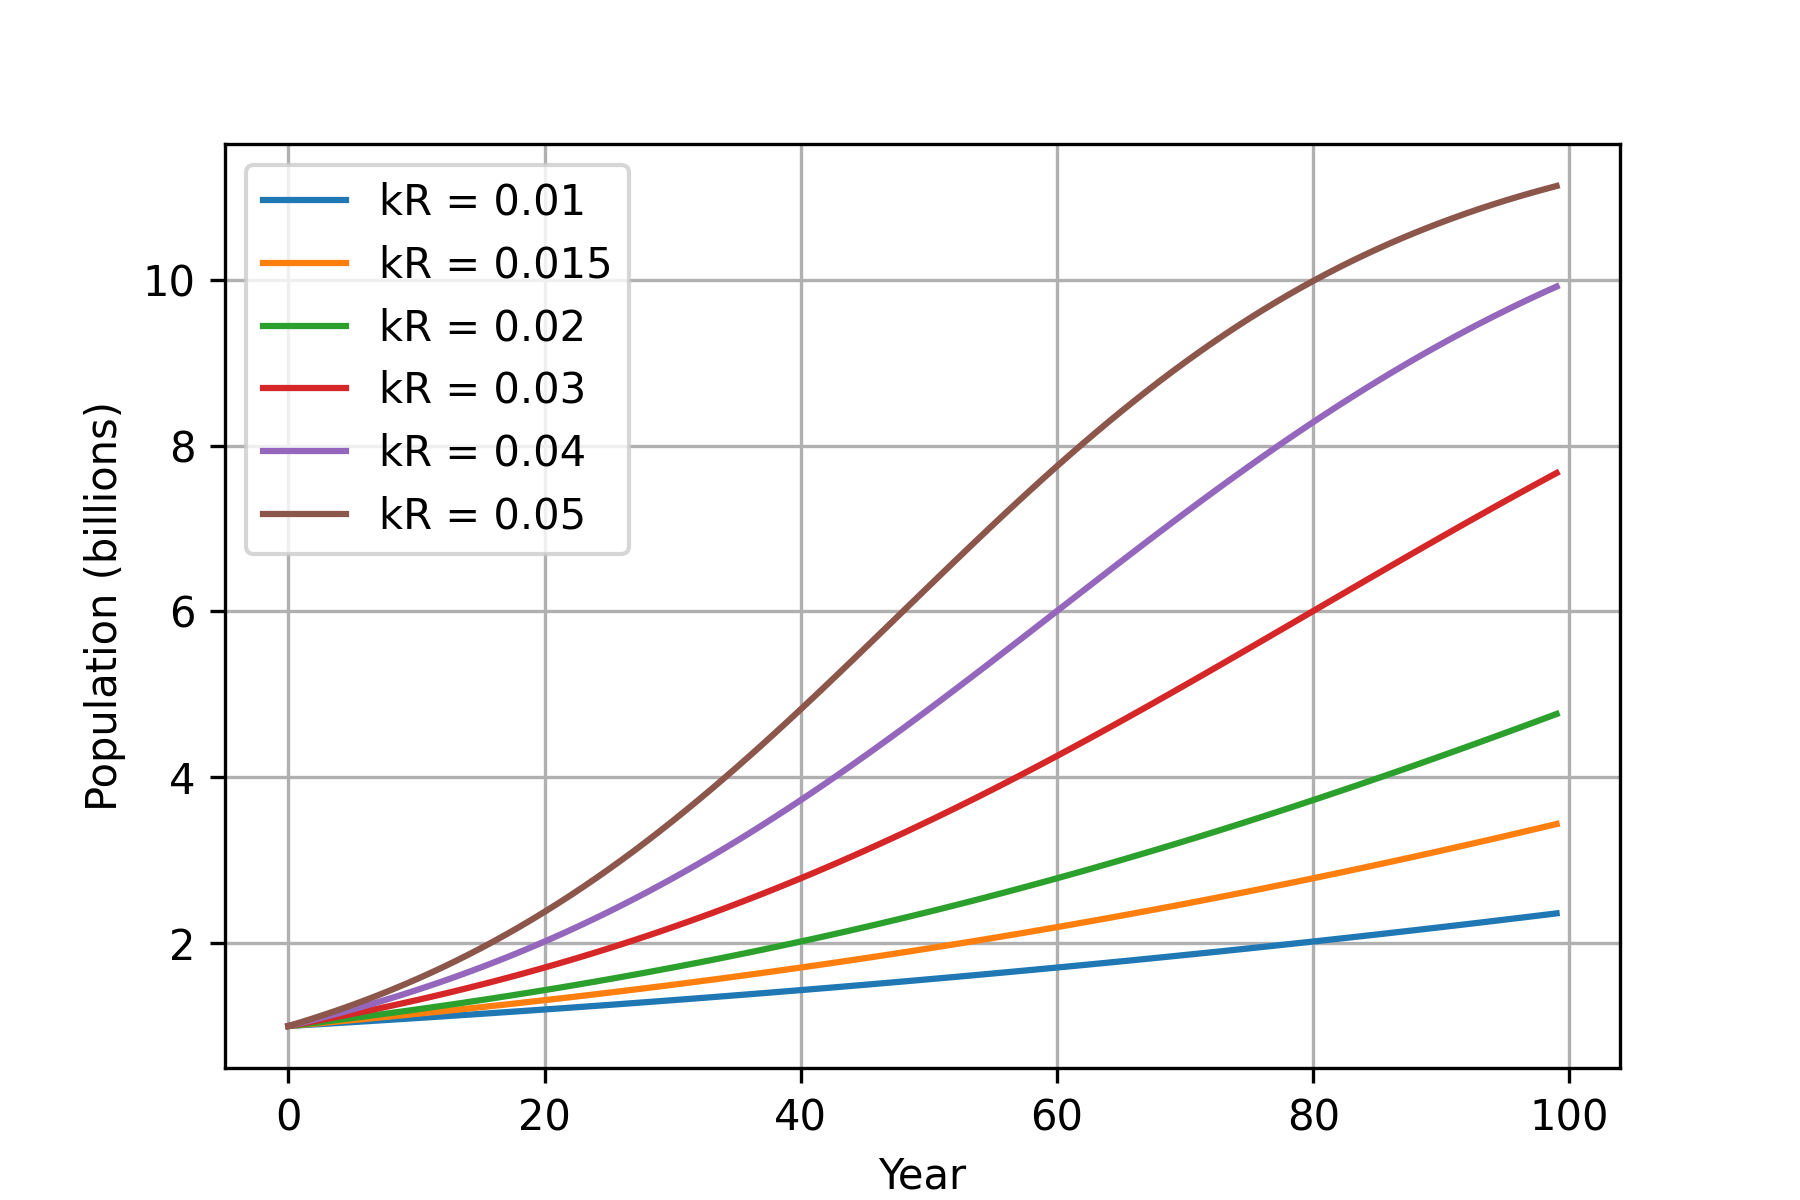 kR = 0.01
kR = 0.015
kR = 0.02
kR = 0.03
kR = 0.04
kR = 0.05
10
8
6
4
2
Population (billions)
0 20 40 60 80 100
Year